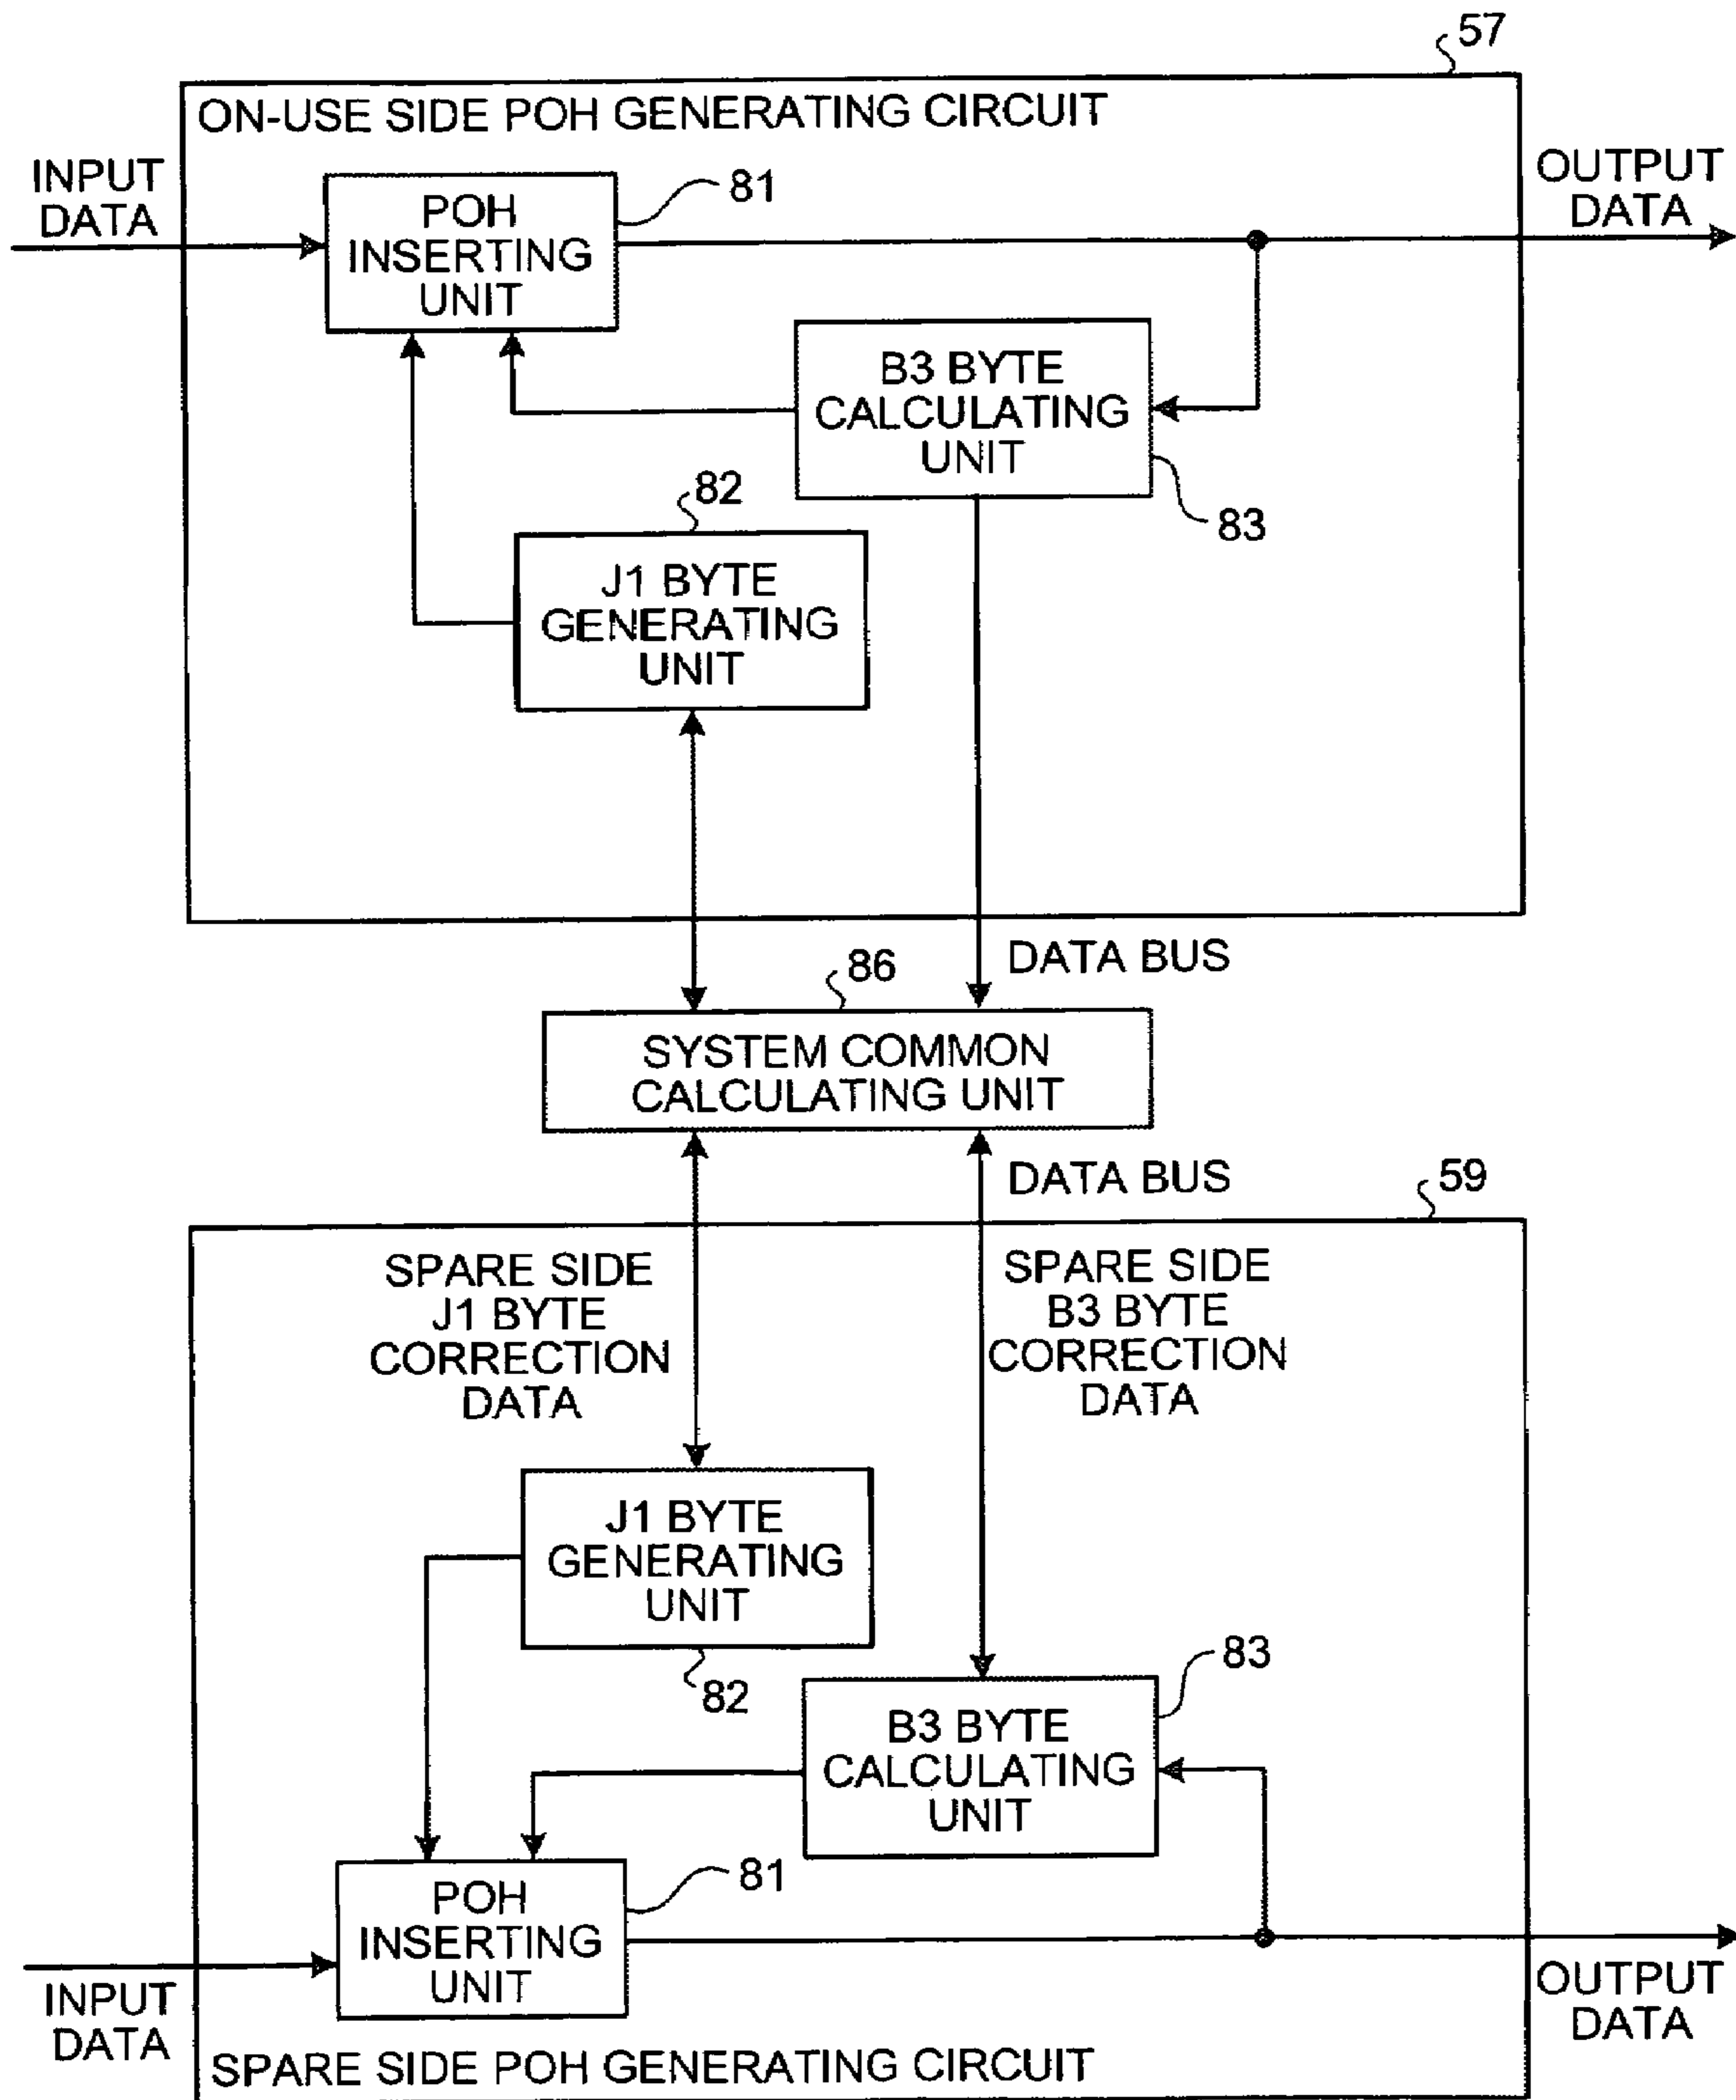 57
ON-USE SIDE POH GENERATING CIRCUIT
INPUT
DATA
OUTPUT
DATA
81
POH
INSERTING
UNIT
B3 BYTE
CALCULATING
UNIT
82
83
J1 BYTE
GENERATING
UNIT
DATA BUS
86
SYSTEM COMMON
CALCULATING UNIT
DATA BUS
59
SPARE SIDE
J1 BYTE
CORRECTION
DATA
SPARE SIDE
B3 BYTE
CORRECTION
DATA
J1 BYTE
GENERATING
UNIT
82
83
B3 BYTE
CALCULATING
UNIT
81
POH
INSERTING
UNIT
INPUT
DATA
OUTPUT
DATA
SPARE SIDE POH GENERATING CIRCUIT